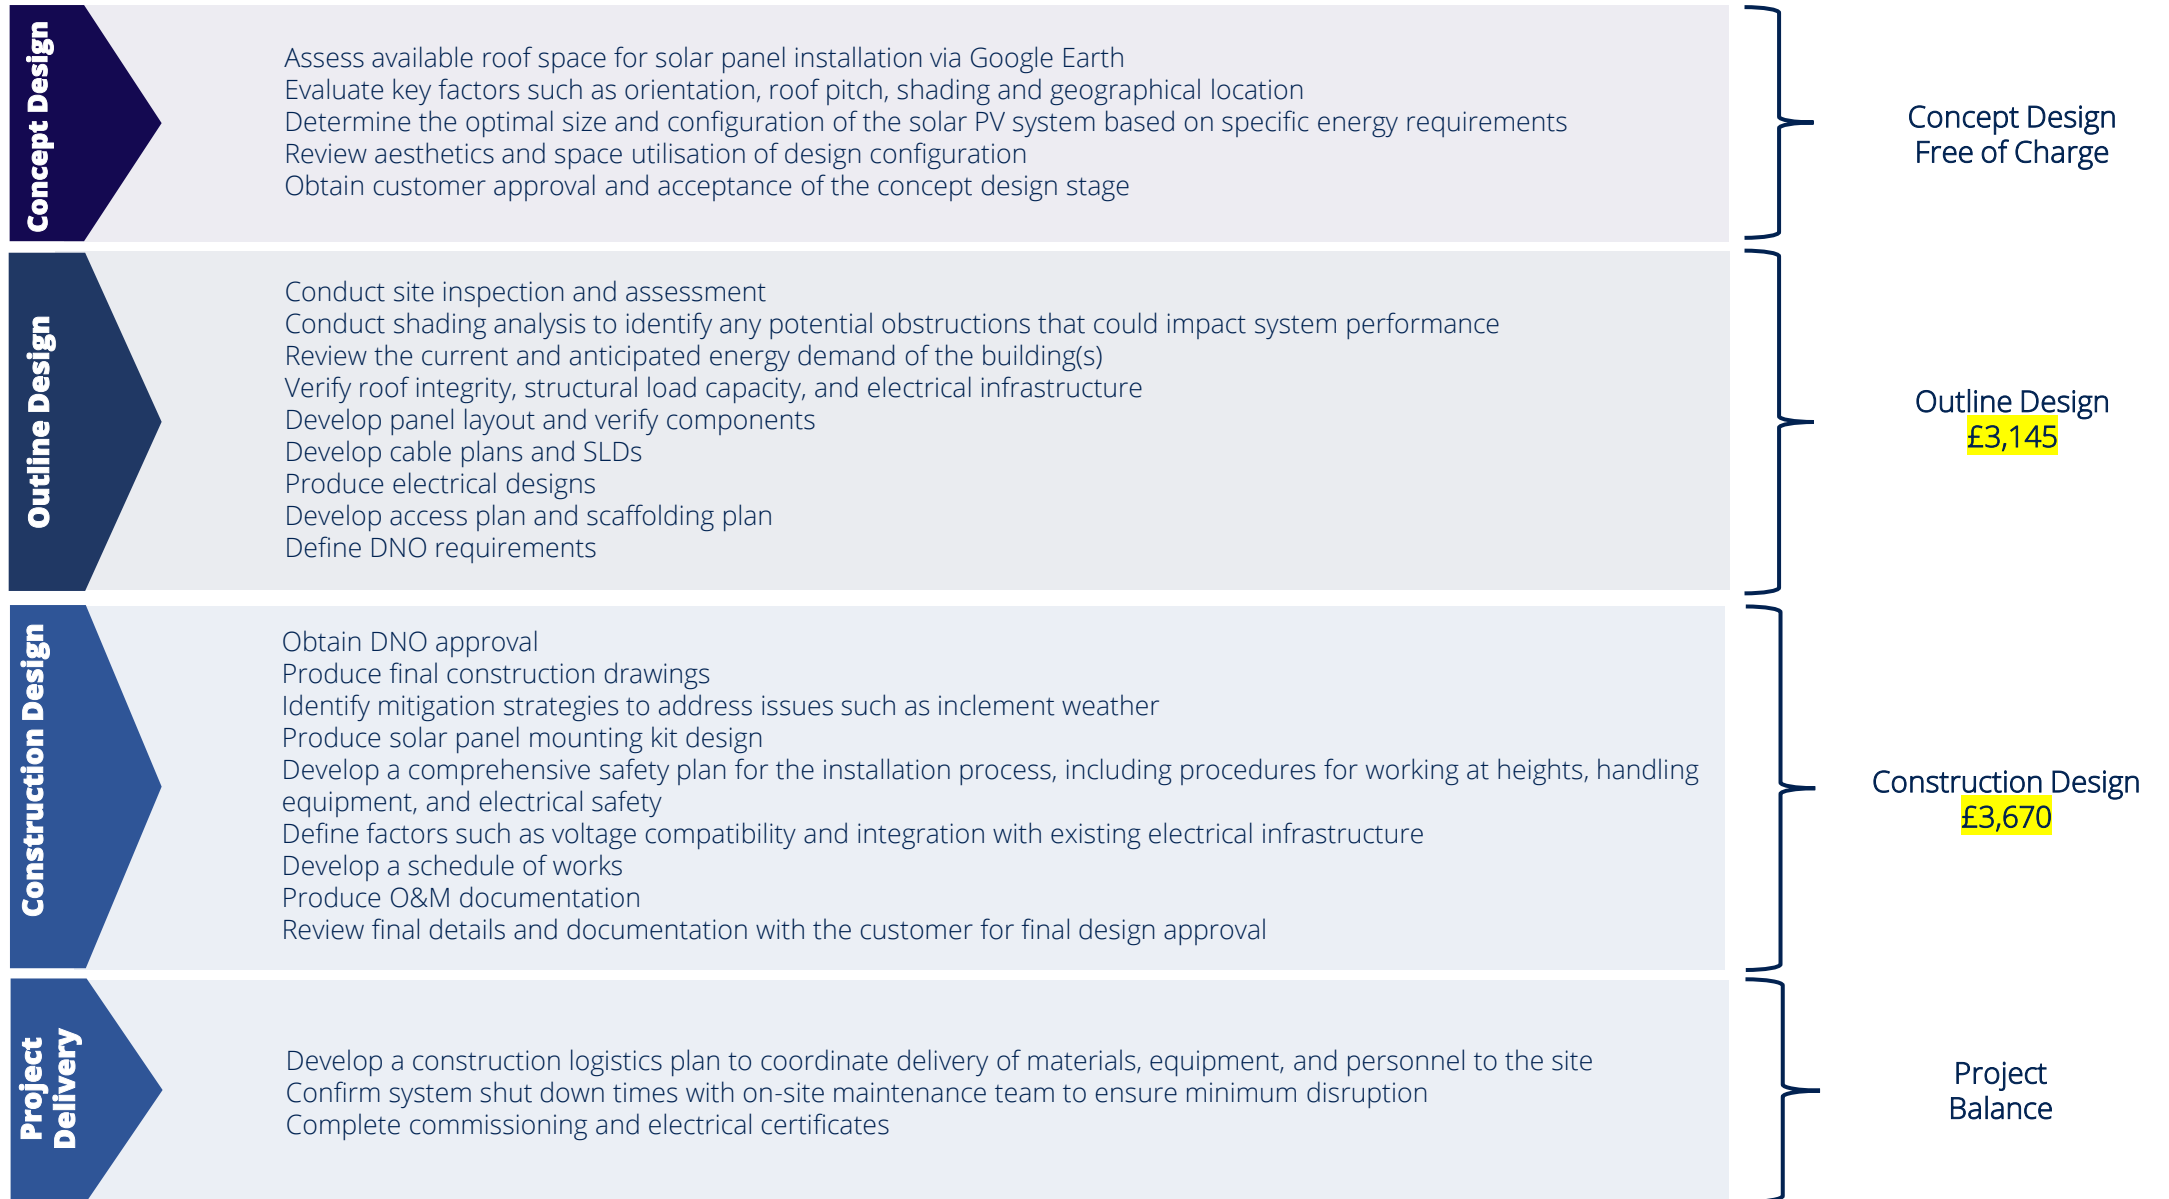 Concept Design
Assess available roof space for solar panel installation via Google Earth
Evaluate key factors such as orientation, roof pitch, shading and geographical location
Determine the optimal size and configuration of the solar PV system based on specific energy requirements
Review aesthetics and space utilisation of design configuration
Obtain customer approval and acceptance of the concept design stage
Concept Design
Free of Charge
Outline Design
Conduct site inspection and assessment
Conduct shading analysis to identify any potential obstructions that could impact system performance
Review the current and anticipated energy demand of the building(s)
Verify roof integrity, structural load capacity, and electrical infrastructure
Develop panel layout and verify components
Develop cable plans and SLDs
Produce electrical designs
Develop access plan and scaffolding plan
Define DNO requirements
Outline Design
£3,145
Construction Design
Obtain DNO approval
Produce final construction drawings
Identify mitigation strategies to address issues such as inclement weather
Produce solar panel mounting kit design
Develop a comprehensive safety plan for the installation process, including procedures for working at heights, handling
equipment, and electrical safety
Define factors such as voltage compatibility and integration with existing electrical infrastructure
Develop a schedule of works
Produce O&M documentation
Review final details and documentation with the customer for final design approval
Construction Design
£3,670
Project
Delivery
Develop a construction logistics plan to coordinate delivery of materials, equipment, and personnel to the site
Confirm system shut down times with on-site maintenance team to ensure minimum disruption
Complete commissioning and electrical certificates
Project
Balance